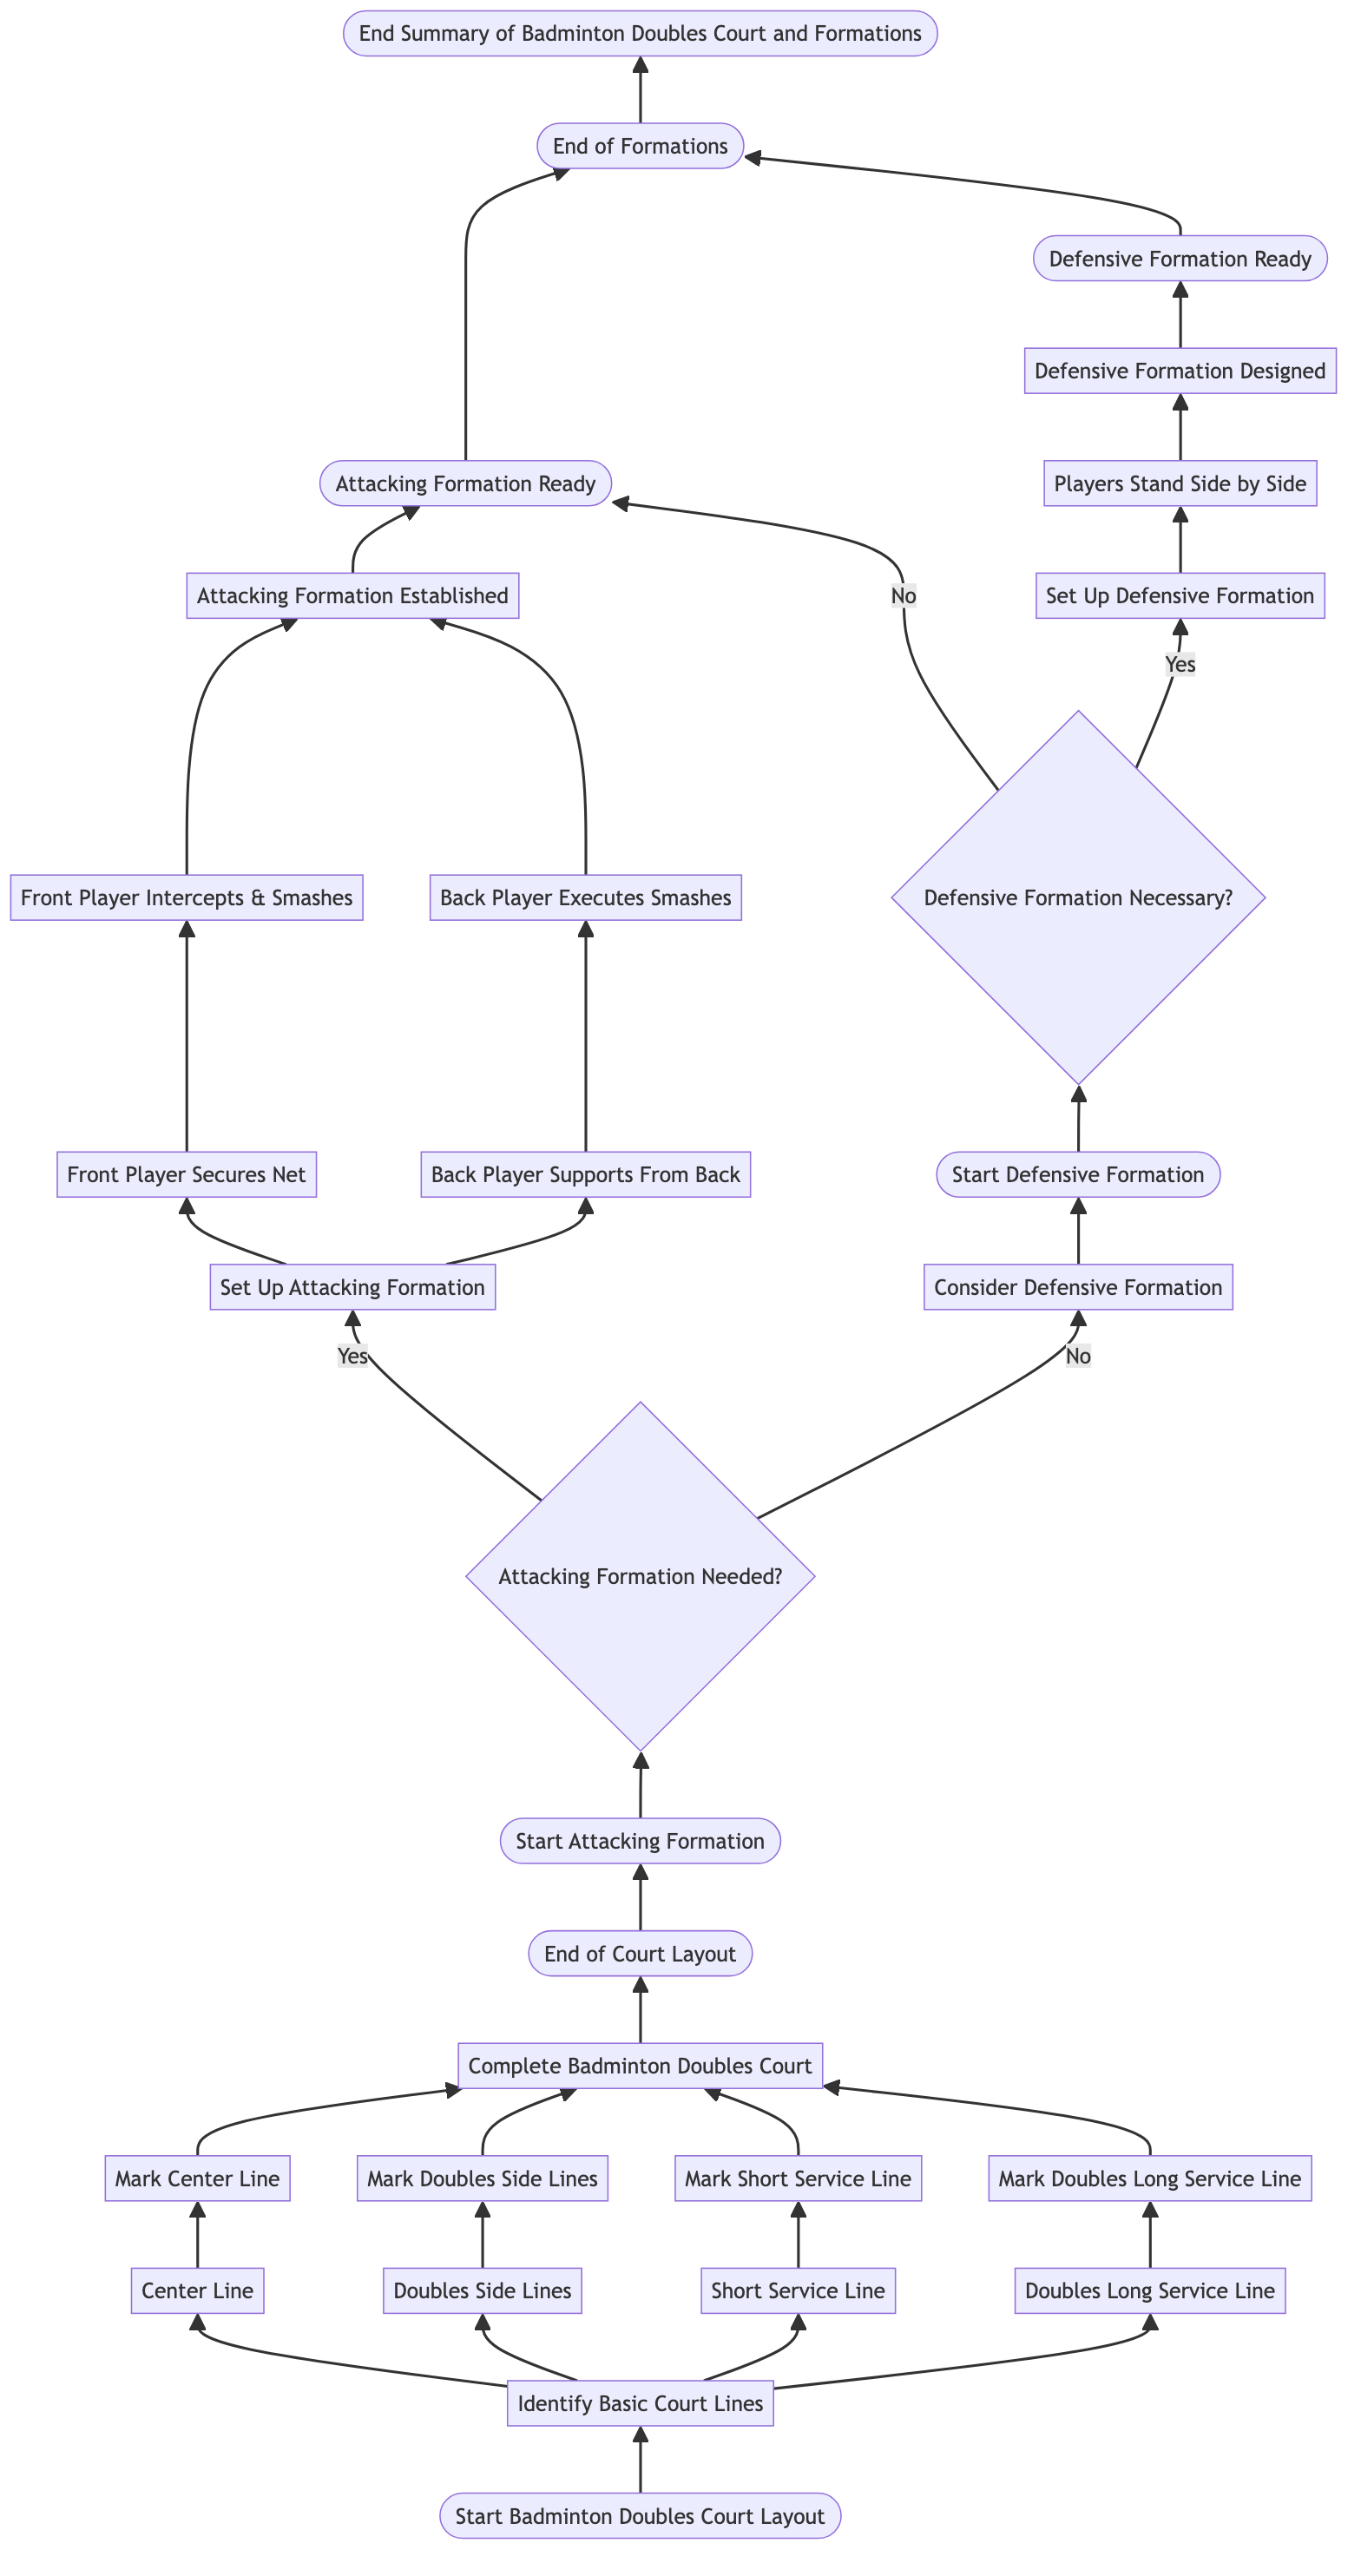 End Summary of Badminton Doubles Court and Formations
End of Formations
Defensive Formation Ready
Defensive Formation Designed
Attacking Formation Ready
Players Stand Side by Side
Attacking Formation Established
No
Set Up Defensive Formation
Yes
Front Player Intercepts & Smashes
Back Player Executes Smashes
Defensive Formation Necessary?
Front Player Secures Net
Back Player Supports From Back
Start Defensive Formation
Set Up Attacking Formation
Consider Defensive Formation
Yes
No
Attacking Formation Needed?
Start Attacking Formation
End of Court Layout
Complete Badminton Doubles Court
Mark Center Line
Mark Doubles Side Lines
Mark Short Service Line
Mark Doubles Long Service Line
Center Line
Doubles Side Lines
Short Service Line
Doubles Long Service Line
Identify Basic Court Lines
Start Badminton Doubles Court Layout